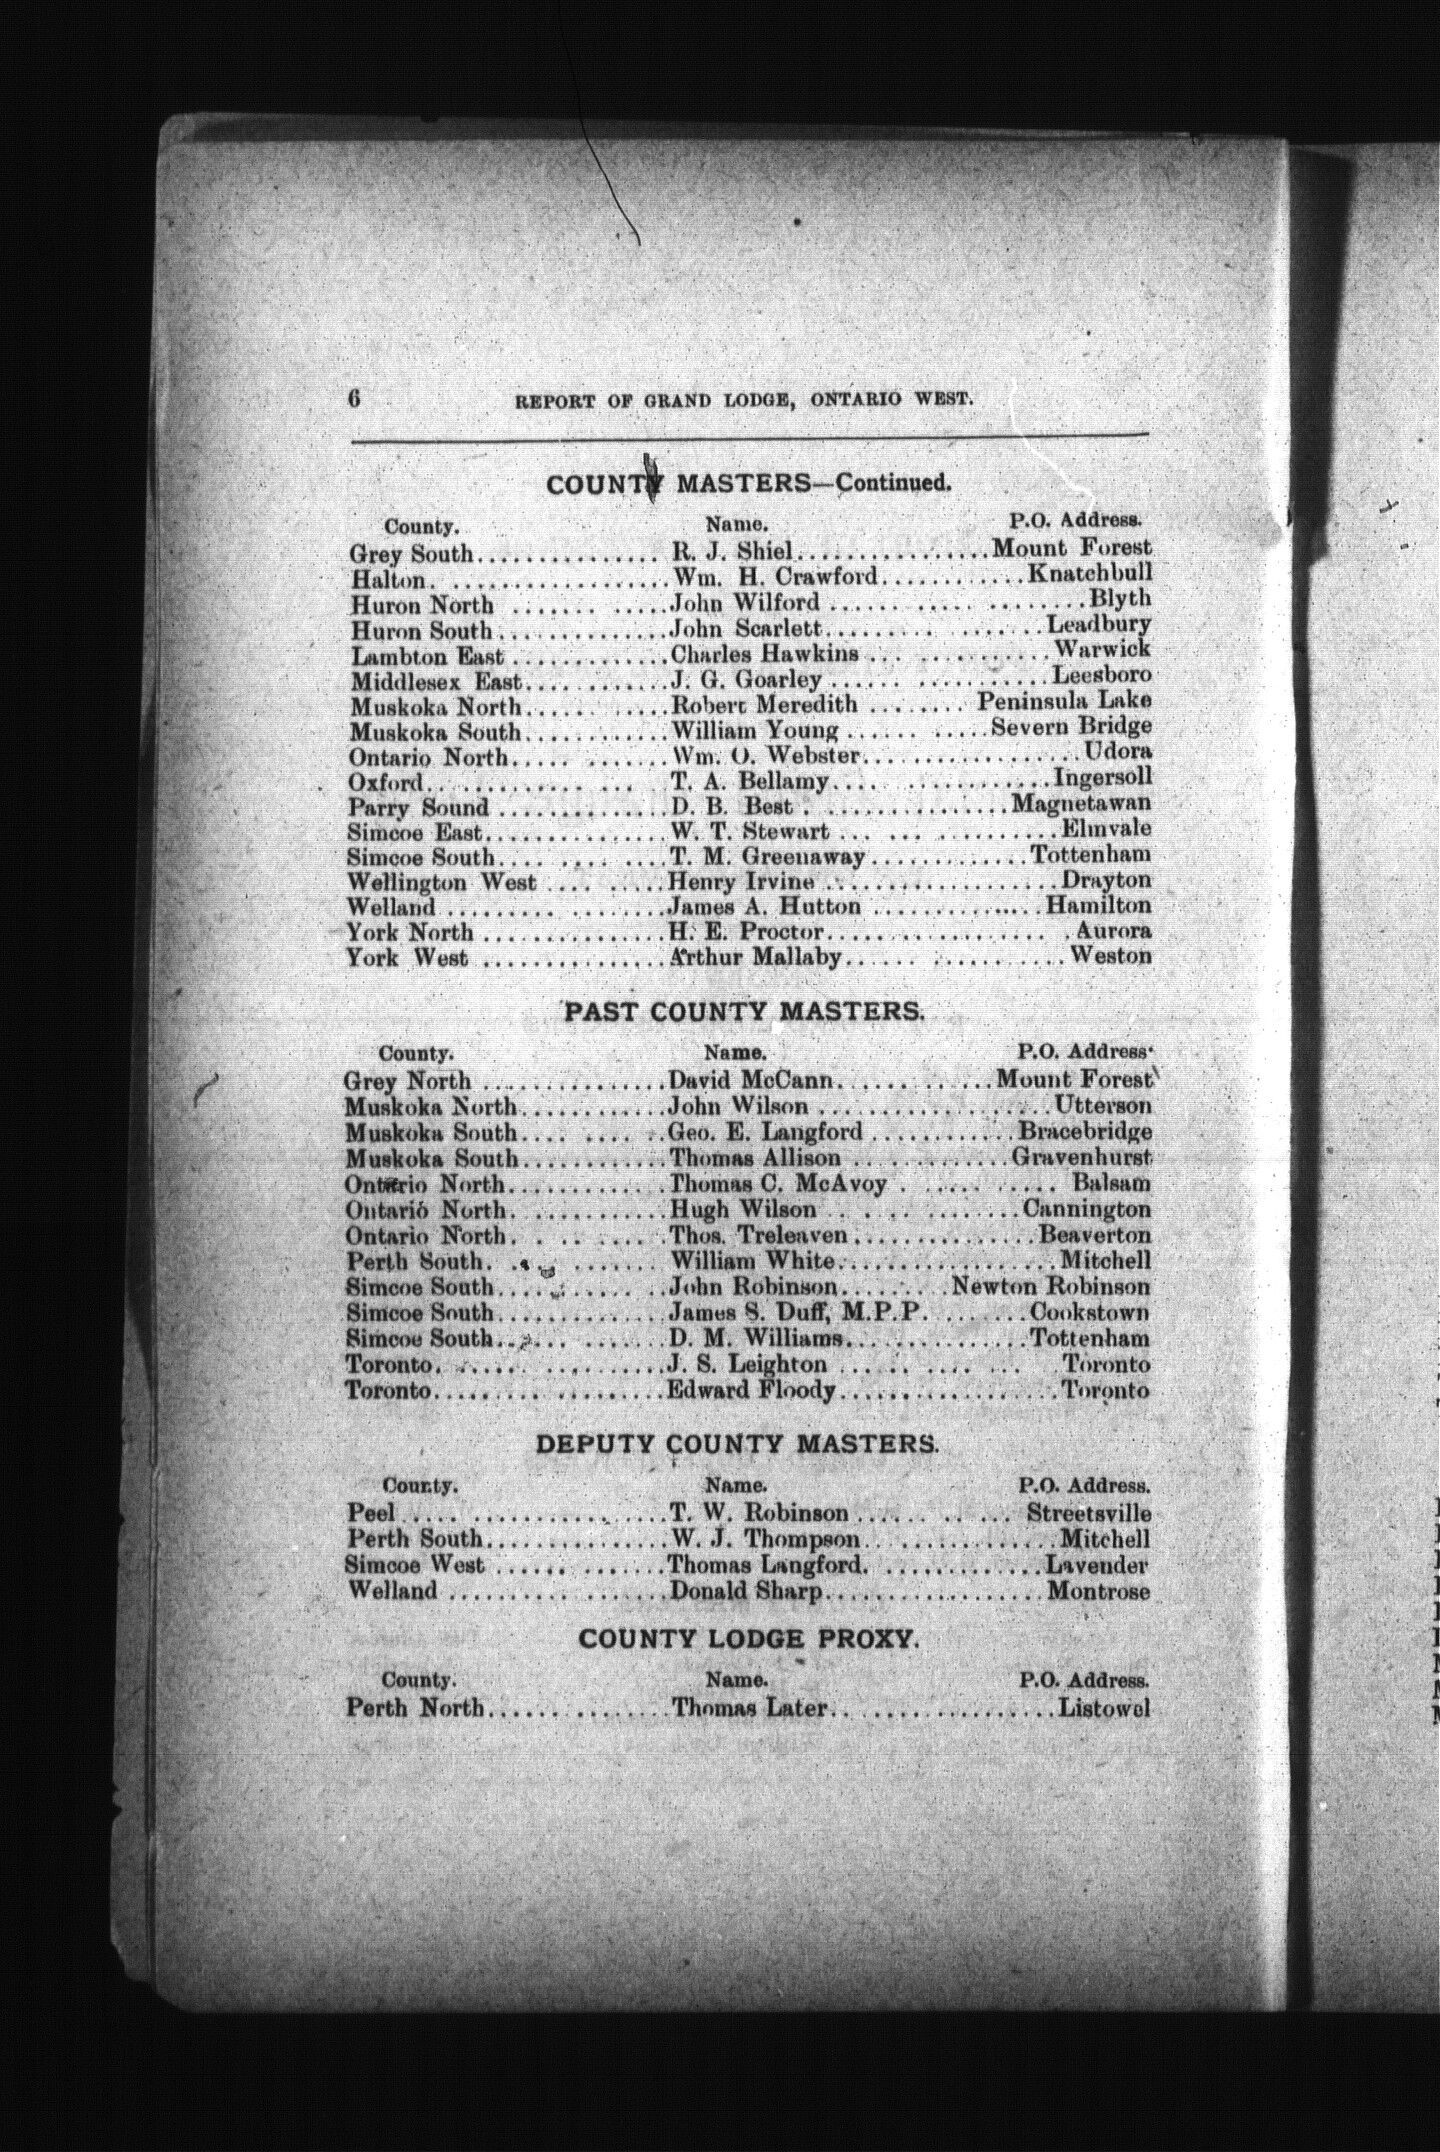 6 REPORT OF GRAND LODGE, ONTARIO WEST.
COUNTY MASTERS—Continued.
County. Name. P.O. Address.
Grey South............... R. J. Shiel................Mount Forest
Halton. ..................Wm. H. Crawford............Knatchbull
Huron North ....... .....John Wilford ...... ..... ........Blyth
Huron South..............John Scarlett......... .......Leadbury
Lambton East .............Charles Hawkins ... ...........Warwick
Middlesex East............J. G. Goarley ...... ...........Leesboro
Muskoka North...... .....Robert Meredith ........ Peninsula Lake
Muskoka South............William Young ...... .....Severn Bridge
Ontario North..... .......Wm. O. Webster..................Udora
Oxford.................. T. A. Bellamy.... ............Ingersoll
Parry Sound ..............D. B. Best . ...............Magnetawan
Simcoe East...............W. T. Stewart ... ... ..........Elmvale
Simcoe South.... .... ....T. M. Greenaway.............Tottenham
Wellington West .... .....Henry Irvine ...................Drayton
Welland ......... ........James A. Hutton ..............Hamilton
York North ...............H. E. Proctor.................. .Aurora
York West ...............Arthur Mallaby...... ...........Weston
PAST COUNTY MASTERS.
County. Name. P.O. Address.
Grey North ...............David McCann.............Mount Forest
Muskoka North............John Wilson ...................Utterson
Muskoka South.... .... ..Geo. E. Langford ............Bracebridge
Muskoka South............Thomas Allison .............Gravenhurst
Ontario North.............Thomas C. McAvoy . ..... ..... Balsam
Ontario North. ...........Hugh Wilson .. . .. .......Cannington
Ontario North. . .. ......Thos. Treleaven ...............Beaverton
Perth South. ... ....... William White..................Mitchell
Simcoe South...... ..... ..John Robinson.........Newton Robinson
Simcoe South..............James S. Duff, M.P.P. ........Cookstown
Simcoe South... ... .......D. M. Williams...............Tottenham
Toronto. ...... ..........J. S. Leighton ...... .... ... Toronto
Toronto...................Edward Floody..................Toronto
DEPUTY COUNTY MASTERS.
County. Name. P.O. Address.
Peel ..... ................T. W. Robinson ...... ..... Streetsville
Perth South...............W. J. Thompson.. ..............Mitchell
Simcoe West ...... .......Thomas Langford. .............Lavender
Welland ........... .......Donald Sharp..................Montrose
COUNTY LODGE PROXY.
County. Name. P.O. Address.
Perth North...... ........Thomas Later.. ................Listowel